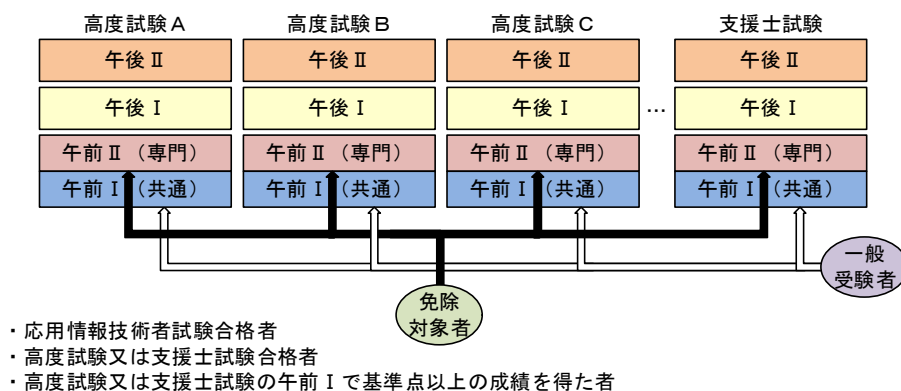 高度試験A
高度試験B
高度試験C
支援士試験
午後Ⅱ
午後Ⅱ
午後Ⅱ
午後Ⅱ
午後Ⅰ
午後Ⅰ
午後Ⅰ
…
午後Ⅰ
午前Ⅱ(専門)
午前Ⅱ(専門)
午前Ⅱ(専門)
午前Ⅱ(専門)
午前Ⅰ(共通)
午前Ⅰ(共通)
午前Ⅰ(共通)
午前Ⅰ(共通)
一般
受験者
免除
対象者
・応用情報技術者試験合格者
・高度試験又は支援士試験合格者
・高度試験又は支援士試験の午前Ⅰで基準点以上の成績を得た者